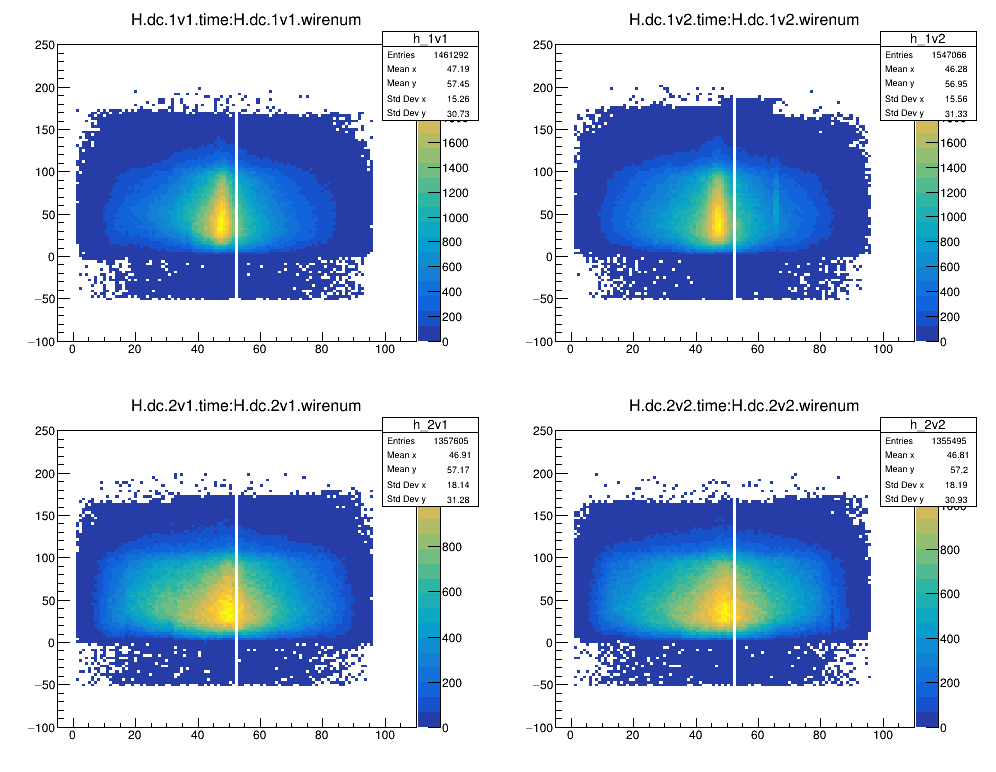 H.dc.1v1.time:H.dc.1v1.wirenum
h_1v1
Entries 1461292
Mean x 47.19
Mean y 57.45
Std Dev x 15.26
Std Dev y 30.73
250
200
150
100
50
0
−50
−100
0 20 40 60 80 100
1600
1400
1200
1000
800
600
400
200
0
H.dc.1v2.time:H.dc.1v2.wirenum
h_1v2
Entries 1547066
Mean x 46.28
Mean y 56.95
Std Dev x 15.56
Std Dev y 31.33
250
200
150
100
50
0
−50
−100
0 20 40 60 80 100
1600
1400
1200
1000
800
600
400
200
0
H.dc.2v1.time:H.dc.2v1.wirenum
h_2v1
Entries 1357605
Mean x 46.91
Mean y 57.17
Std Dev x 18.14
Std Dev y 31.28
250
200
150
100
50
0
−50
−100
0 20 40 60 80 100
800
600
400
200
0
H.dc.2v2.time:H.dc.2v2.wirenum
h_2v2
Entries 1355495
Mean x 46.81
Mean y 57.2
Std Dev x 18.19
Std Dev y 30.93
250
200
150
100
50
0
−50
−100
0 20 40 60 80 100
800
600
400
200
0